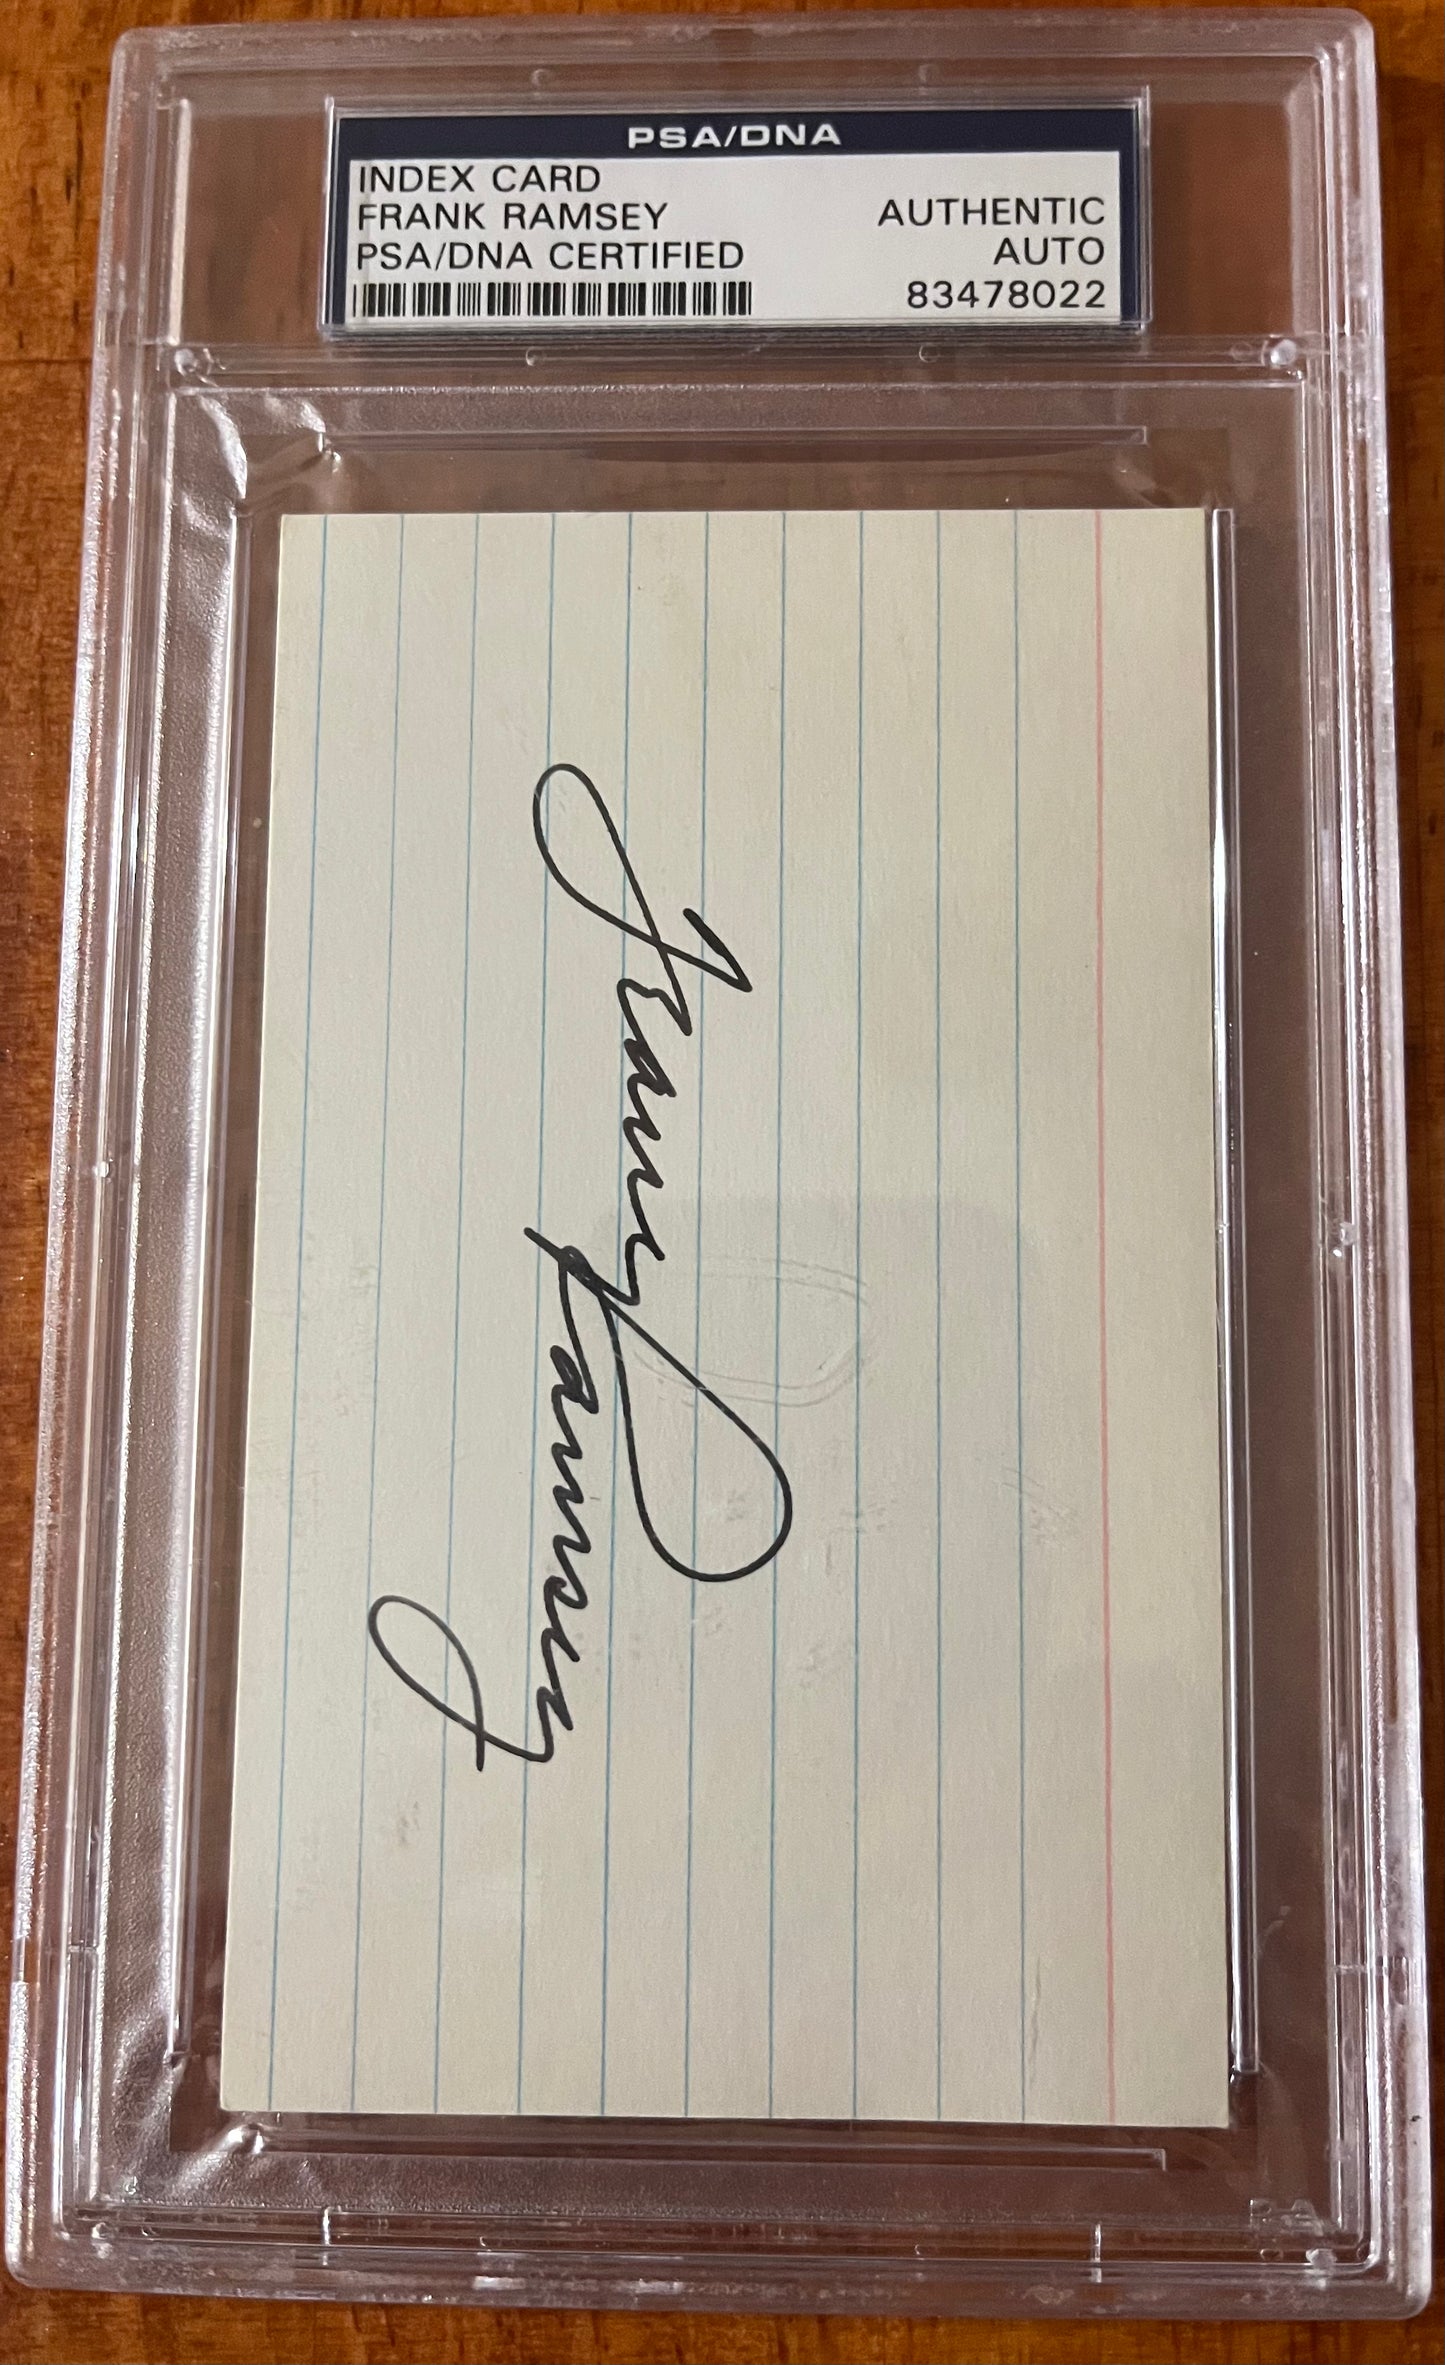 PSA/DNA
INDEX CARD
FRANK RAMSEY
PSA/DNA CERTIFIED
AUTHENTIC
AUTO
83478022
Frank
Ramsey